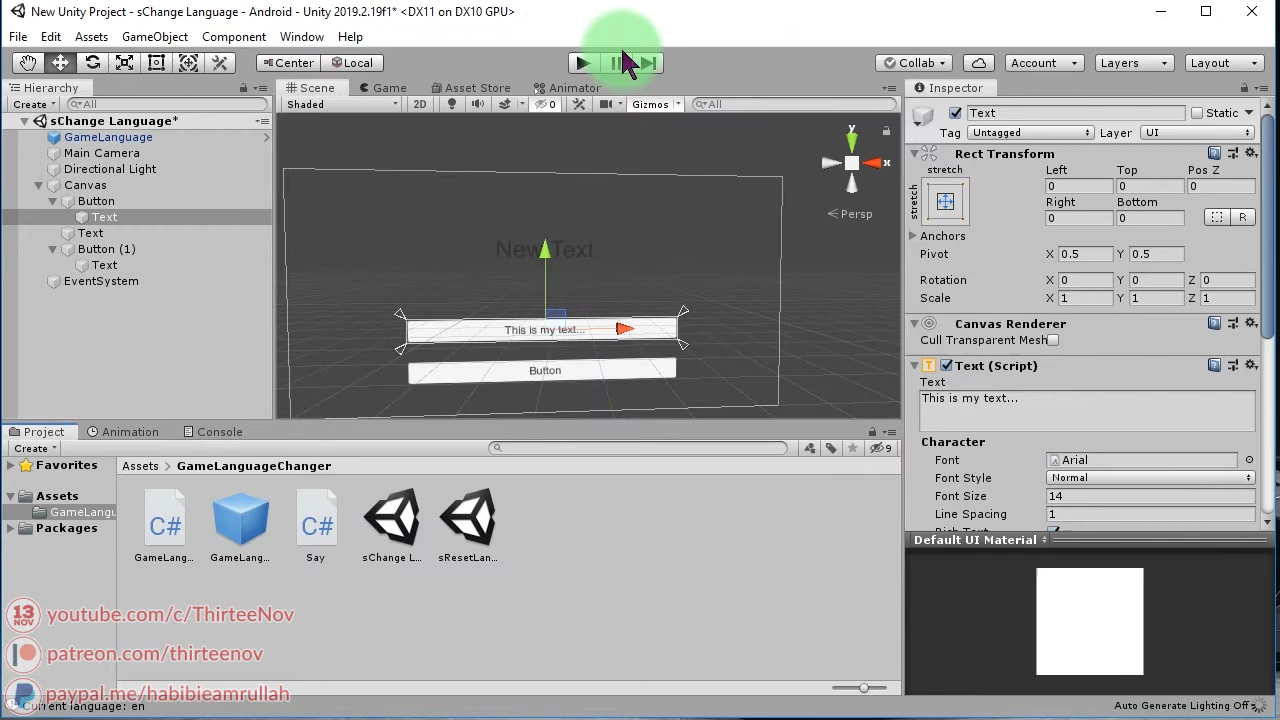 New Unity Project - sChange Language - Android - Unity 2019.2.19f1* <DX11 on DX10 GPU>
File Edit Assets GameObject Component Window Help
Center Local Collab Account Layers Layout
Hierarchy
Create All
sChange Language*
GameLanguage
Main Camera
Directional Light
Canvas
Button
Text
Text
Button (1)
Text
EventSystem
Scene Game Asset Store Animator
Shaded 2D 0 Gizmos All
y
x
Persp
New Text
This is my text...
Button
Inspector
Text Static
Tag Untagged Layer UI
Rect Transform
stretch Left Top Pos Z
stretch
0 0 0
Right Bottom
0 0 R
Anchors
Pivot X 0.5 Y 0.5
Rotation X 0 Y 0 Z 0
Scale X 1 Y 1 Z 1
Canvas Renderer
Cull Transparent Mesh
T Text (Script)
Text
This is my text...
Character
Font Arial
Font Style Normal
Font Size 14
Line Spacing 1
Default UI Material
Project Animation Console
Create 9
Favorites
Assets
GameLangu
Packages
Assets > GameLanguageChanger
C# C#
GameLang... GameLang... Say sChange L... sResetLan...
13 NOV youtube.com/c/ThirteeNov
patreon.com/thirteenov
paypal.me/habibieamrullah
Current language: en
Auto Generate Lighting Off